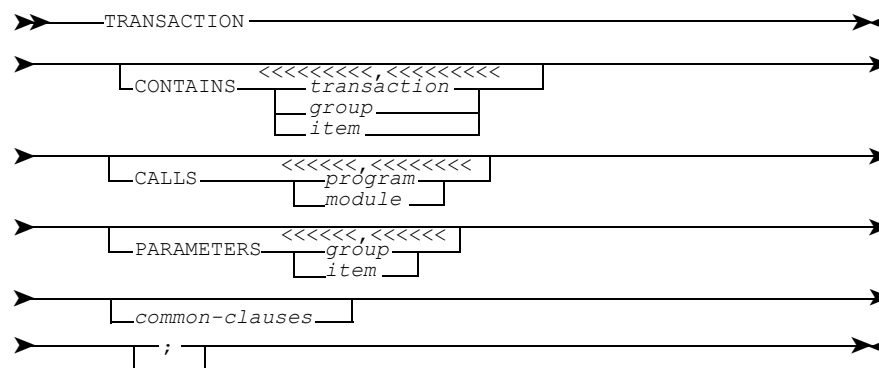 TRANSACTION
<<<<<<<<<,<<<<<<<<<
CONTAINS transaction
group
item
<<<<<<,<<<<<<<<
CALLS program
module
<<<<<<,<<<<<<
PARAMETERS group
item
common-clauses
;